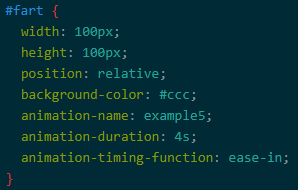 #fart {
width: 100px;
height: 100px;
position: relative;
background-color: #ccc;
animation-name: example5;
animation-duration: 4s;
animation-timing-function: ease-in;
}